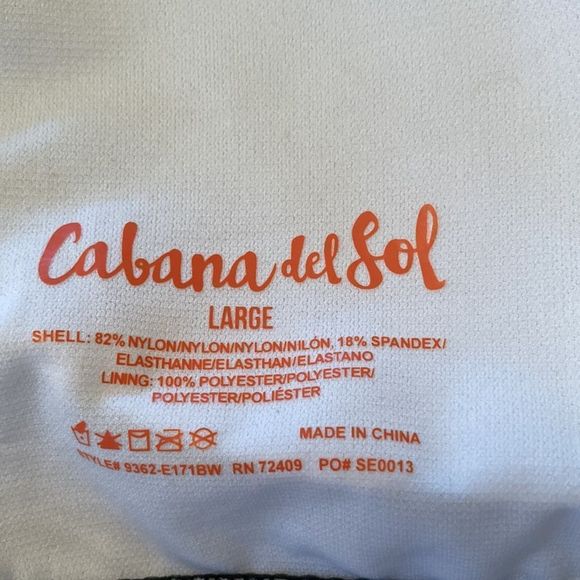 Cabana del Sol
LARGE
SHELL: 82% NYLON/NYLON/NYLON/NILÓN, 18% SPANDEX/
ELASTHANNE/ELASTHAN/ELASTANO
LINING: 100% POLYESTER/POLYESTER/
POLYESTER/POLIÉSTER
MADE IN CHINA
STYLE# 9362-E171BW RN 72409 PO# SE0013